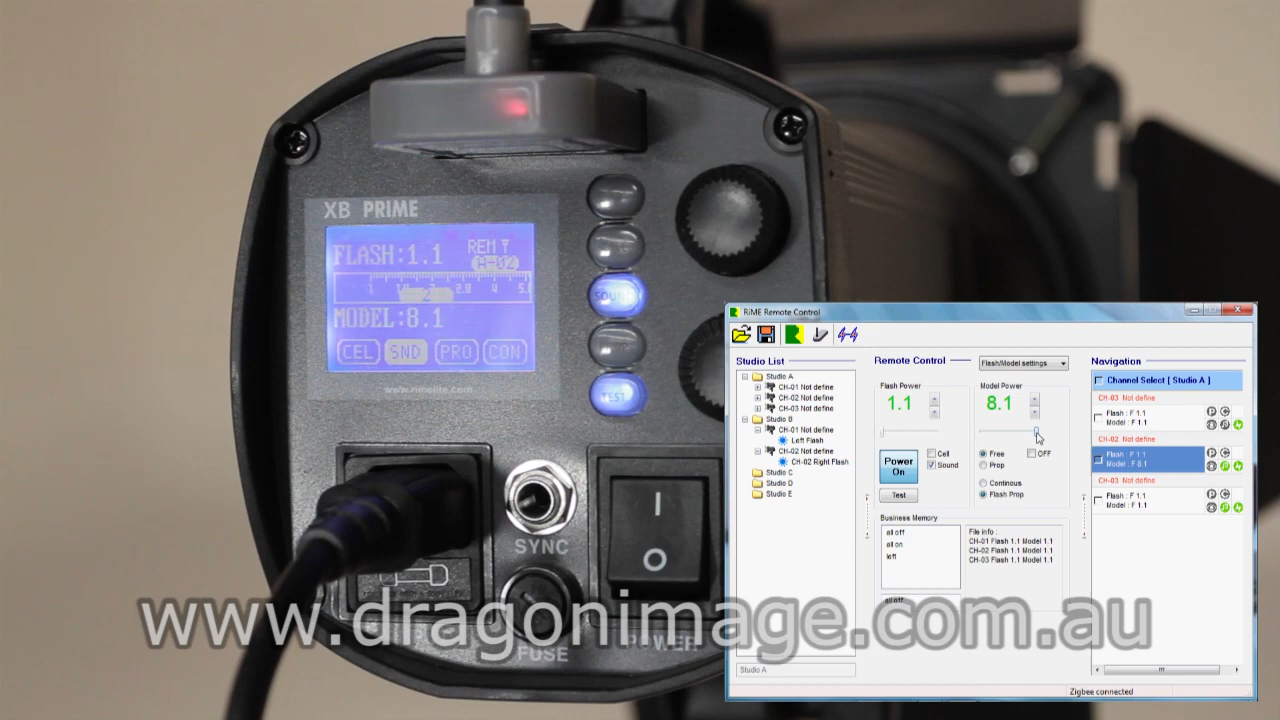 XB PRIME
FLASH:1.1
REM
A-02
1 2 2.8 4 5.
MODEL:8.1
CEL SND PRO CON
www.rimelite.com
SOUND
TEST
SYNC
FUSE
POWER
www.dragonimage.com.au
RiME Remote Control
Studio List
Studio A
CH-01 Not define
CH-02 Not define
CH-03 Not define
Studio B
CH-01 Not define
Left Flash
CH-02 Not define
CH-02 Right Flash
Studio C
Studio D
Studio E
Studio A
Remote Control
Flash/Model settings
Flash Power
1.1
Model Power
8.1
Power On
Cell
Sound
Test
Free
OFF
Prop
Continous
Flash Prop
Business Memory
all off
all on
left
all off
File info :
CH-01 Flash 1.1 Model 1.1
CH-02 Flash 1.1 Model 1.1
CH-03 Flash 1.1 Model 1.1
Navigation
Channel Select [ Studio A ]
CH-03 Not define
Flash : F 1.1
Model : F 1.1
CH-02 Not define
Flash : F 1.1
Model : F 8.1
CH-03 Not define
Flash : F 1.1
Model : F 1.1
Zigbee connected